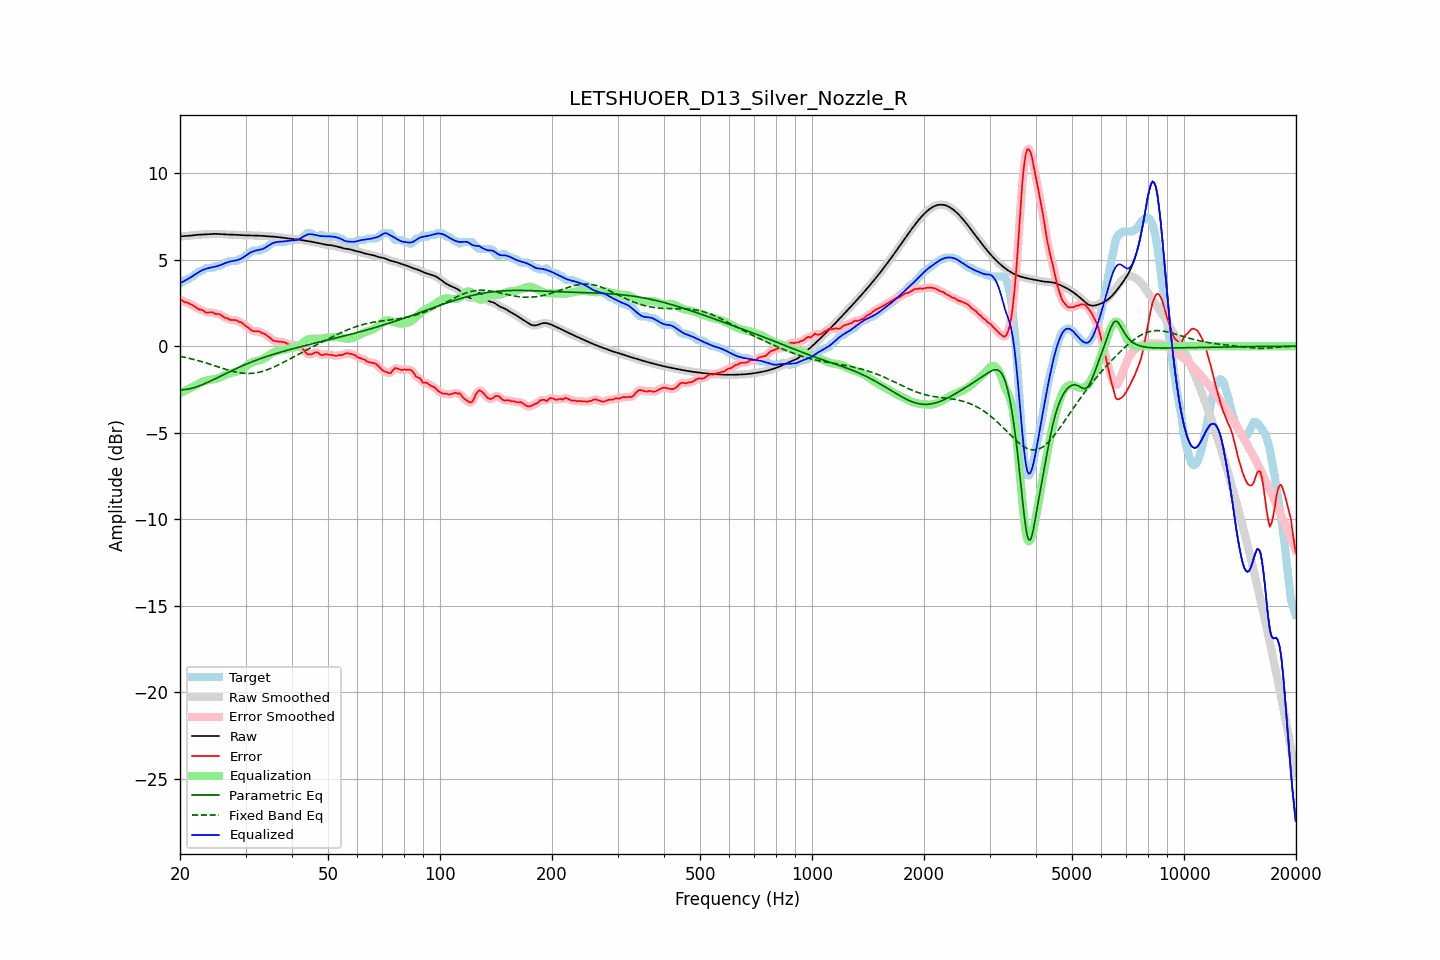 LETSHUOER_D13_Silver_Nozzle_R
Amplitude (dBr)
10
5
0
−5
−10
−15
−20
−25
Target
Raw Smoothed
Error Smoothed
Raw
Error
Equalization
Parametric Eq
Fixed Band Eq
Equalized
20 50 100 200 500 1000 2000 5000 10000 20000
Frequency (Hz)